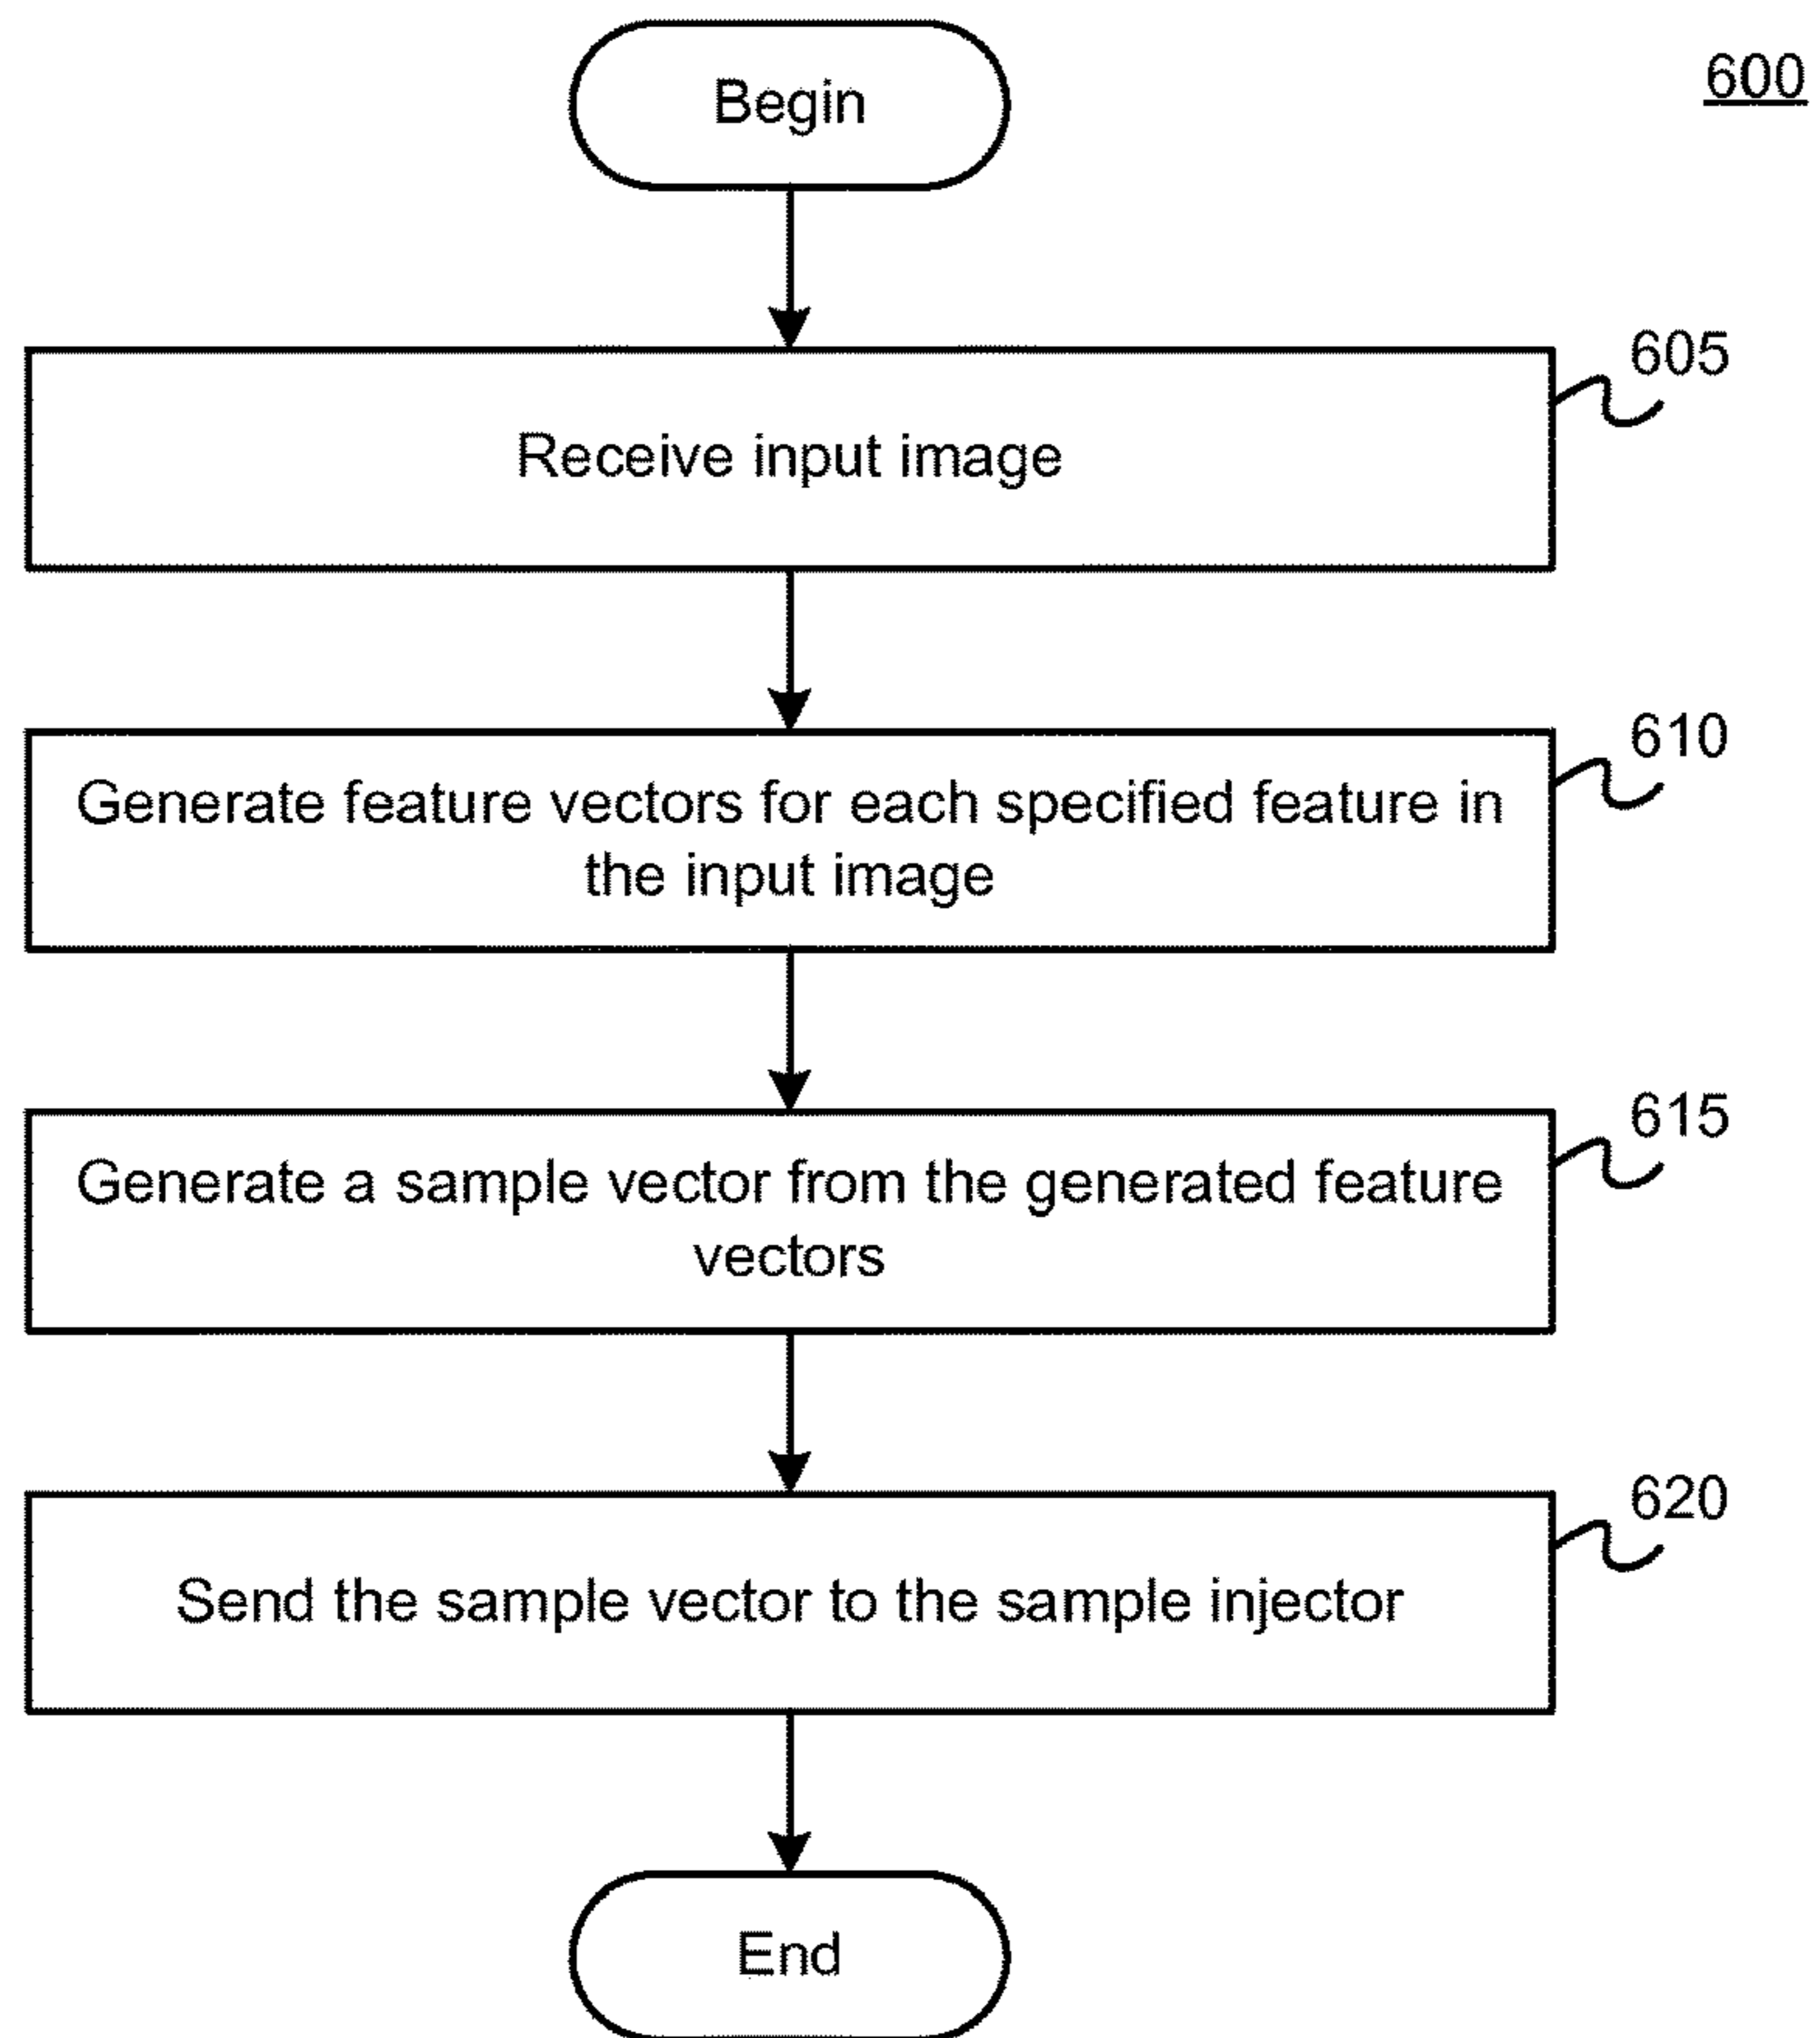 Begin
600
605
Receive input image
610
Generate feature vectors for each specified feature in
the input image
615
Generate a sample vector from the generated feature
vectors
620
Send the sample vector to the sample injector
End